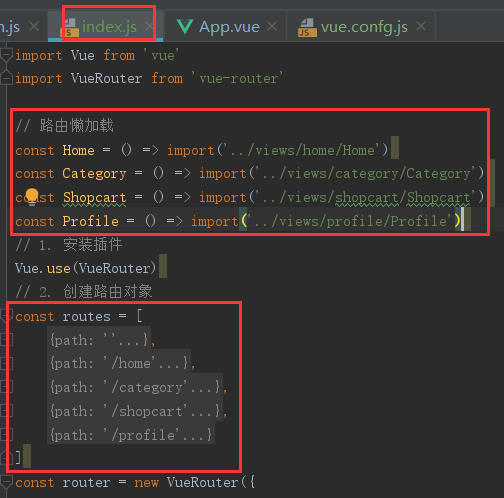 n.js index.js App.vue vue.confg.js
import Vue from 'vue'
import VueRouter from 'vue-router'
// 路由懒加载
const Home = () => import('../views/home/Home')
const Category = () => import('../views/category/Category')
const Shopcart = () => import('../views/shopcart/Shopcart')
const Profile = () => import('../views/profile/Profile')
// 1. 安装插件
Vue.use(VueRouter)
// 2. 创建路由对象
const routes = [
{path: ''...},
{path: '/home'...},
{path: '/category'...},
{path: '/shopcart'...},
{path: '/profile'...}
]
const router = new VueRouter({